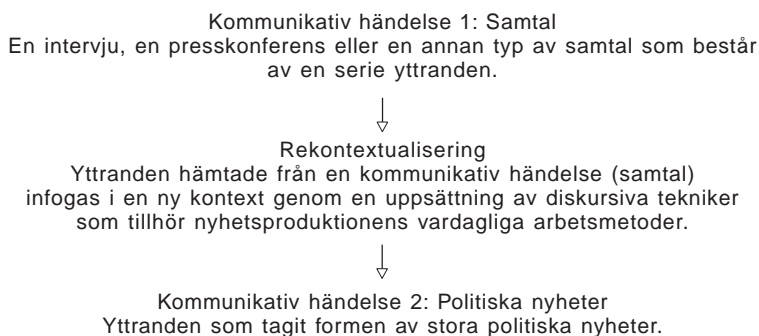 Kommunikativ händelse 1: Samtal
En intervju, en presskonferens eller en annan typ av samtal som består
av en serie yttranden.
Rekontextualisering
Yttranden hämtade från en kommunikativ händelse (samtal)
infogas i en ny kontext genom en uppsättning av diskursiva tekniker
som tillhör nyhetsproduktionens vardagliga arbetsmetoder.
Kommunikativ händelse 2: Politiska nyheter
Yttranden som tagit formen av stora politiska nyheter.